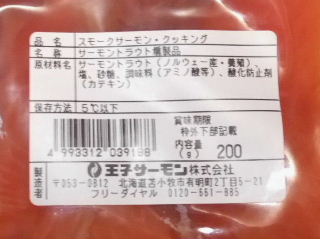 品名 スモークサーモン・クッキング
名称 サーモントラウト燻製品
原材料名 サーモントラウト(ノルウェー産・養殖)、
塩、砂糖、調味料(アミノ酸等)、酸化防止剤
(カテキン)
保存方法 5℃以下
賞味期限
枠外下部記載
内容量
(g) 200
4 993312 039138
製造者 王子サーモン株式会社
〒053-0812 北海道苫小牧市有明町2丁目5-21
フリーダイヤル 0120-661-885